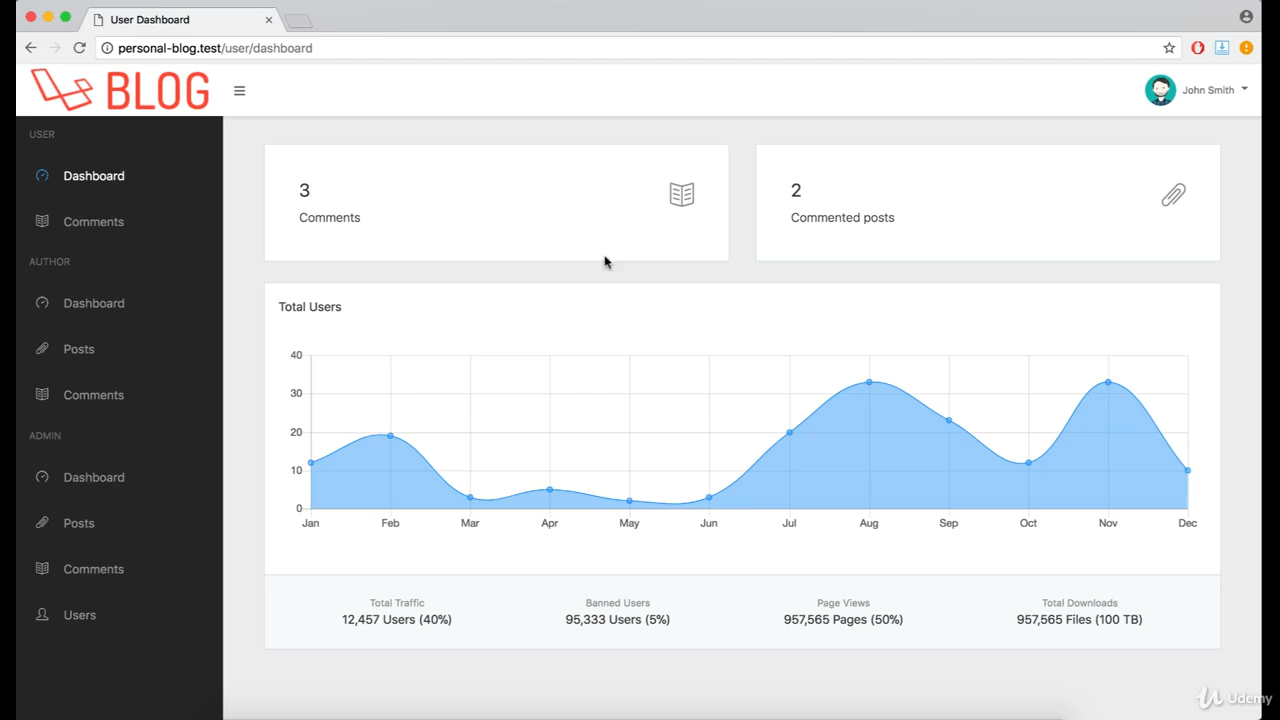 User Dashboard
personal-blog.test/user/dashboard
BLOG
John Smith
USER
Dashboard
Comments
AUTHOR
Dashboard
Posts
Comments
ADMIN
Dashboard
Posts
Comments
Users
3
Comments
2
Commented posts
Total Users
40
30
20
10
0
Jan Feb Mar Apr May Jun Jul Aug Sep Oct Nov Dec
Total Traffic
12,457 Users (40%)
Banned Users
95,333 Users (5%)
Page Views
957,565 Pages (50%)
Total Downloads
957,565 Files (100 TB)
Udemy